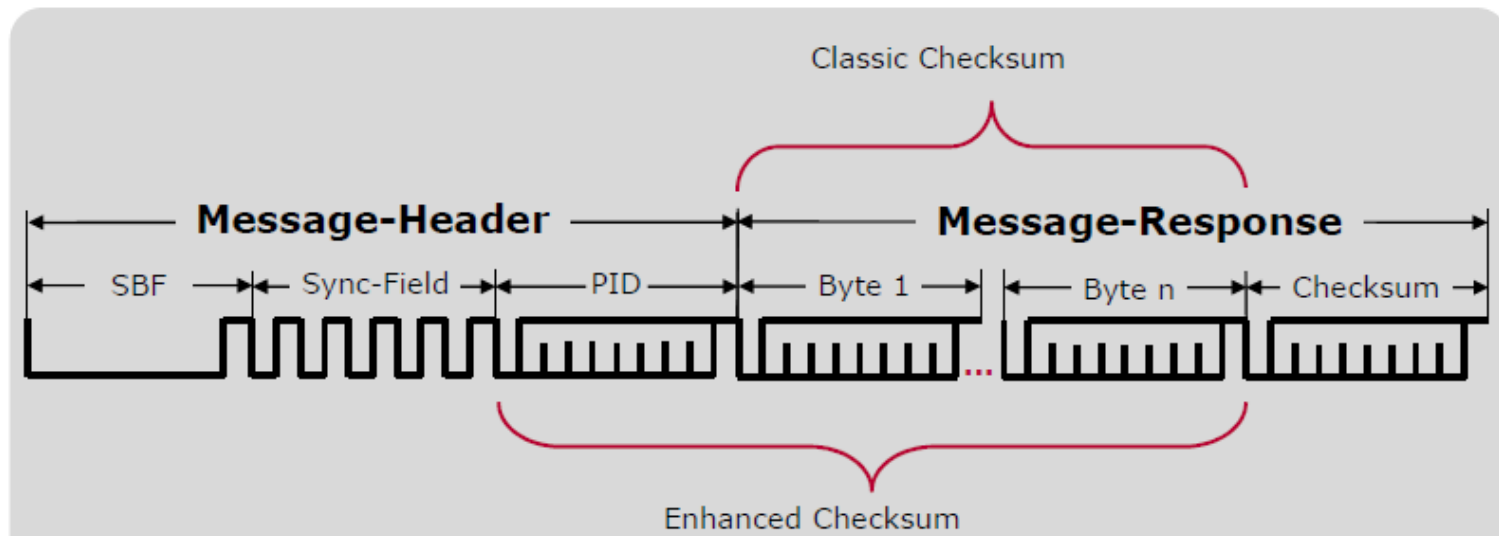 Classic Checksum
Message-Header Message-Response
SBF Sync-Field PID Byte 1 Byte n Checksum
...
Enhanced Checksum